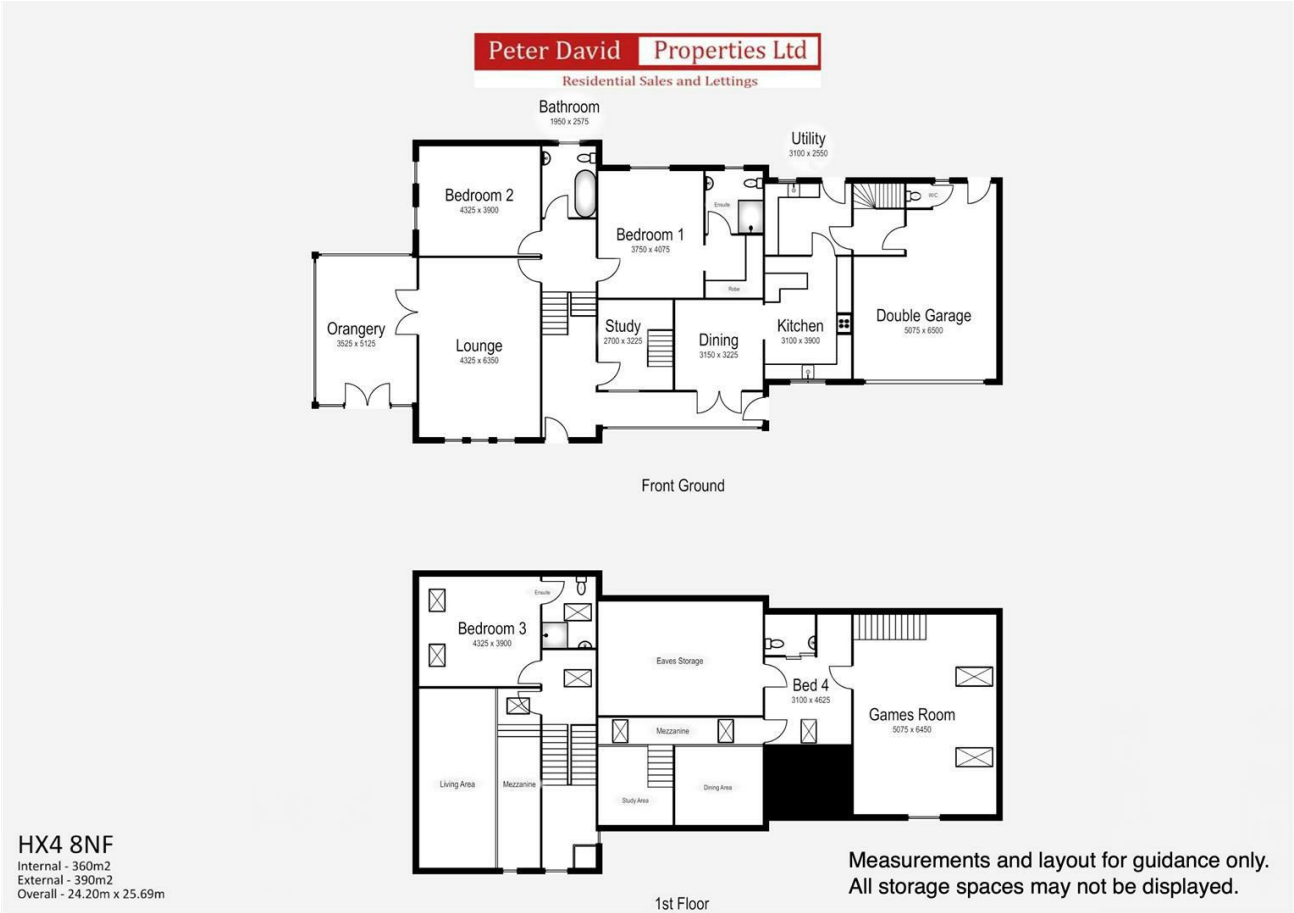 Peter David Properties Ltd
Residential Sales and Lettings
Bathroom
1950 x 2575
Utility
3100 x 2550
Bedroom 2
4325 x 3900
Ensuite
WC
Bedroom 1
3750 x 4075
Robe
Orangery
3525 x 5125
Lounge
4325 x 6350
Study
2700 x 3225
Dining
3150 x 3225
Kitchen
3100 x 3900
Double Garage
5075 x 6500
Front Ground
Ensuite
Bedroom 3
4325 x 3900
Eaves Storage
Bed 4
3100 x 4625
Games Room
5075 x 6450
Mezzanine
Living Area
Mezzanine
Study Area
Dining Area
HX4 8NF
Internal - 360m2
External - 390m2
Overall - 24.20m x 25.69m
Measurements and layout for guidance only.
All storage spaces may not be displayed.
1st Floor